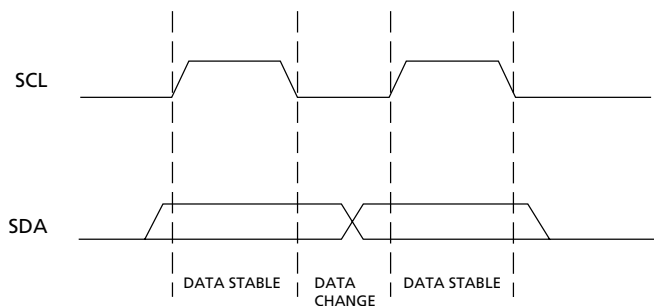 SCL
SDA
DATA STABLE
DATA
CHANGE
DATA STABLE